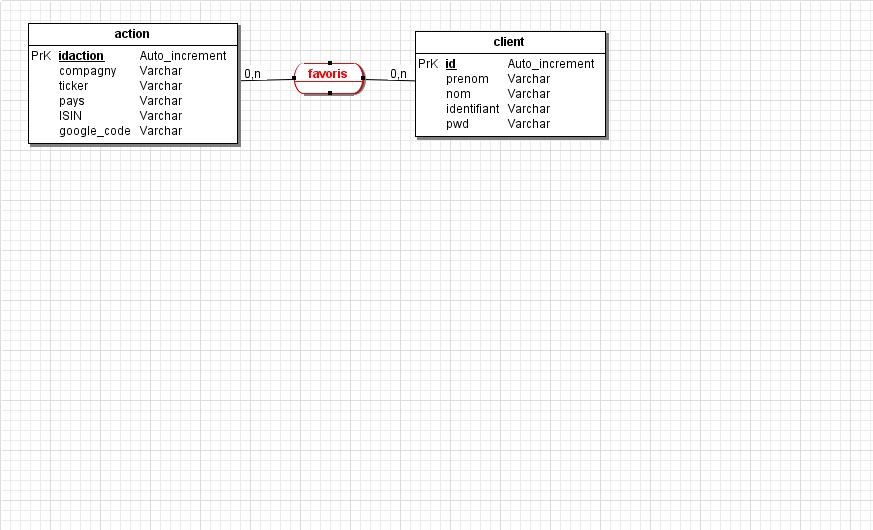 action
PrK idaction Auto_increment
compagny Varchar
ticker Varchar
pays Varchar
ISIN Varchar
google_code Varchar
0,n
favoris
0,n
client
PrK id Auto_increment
prenom Varchar
nom Varchar
identifiant Varchar
pwd Varchar